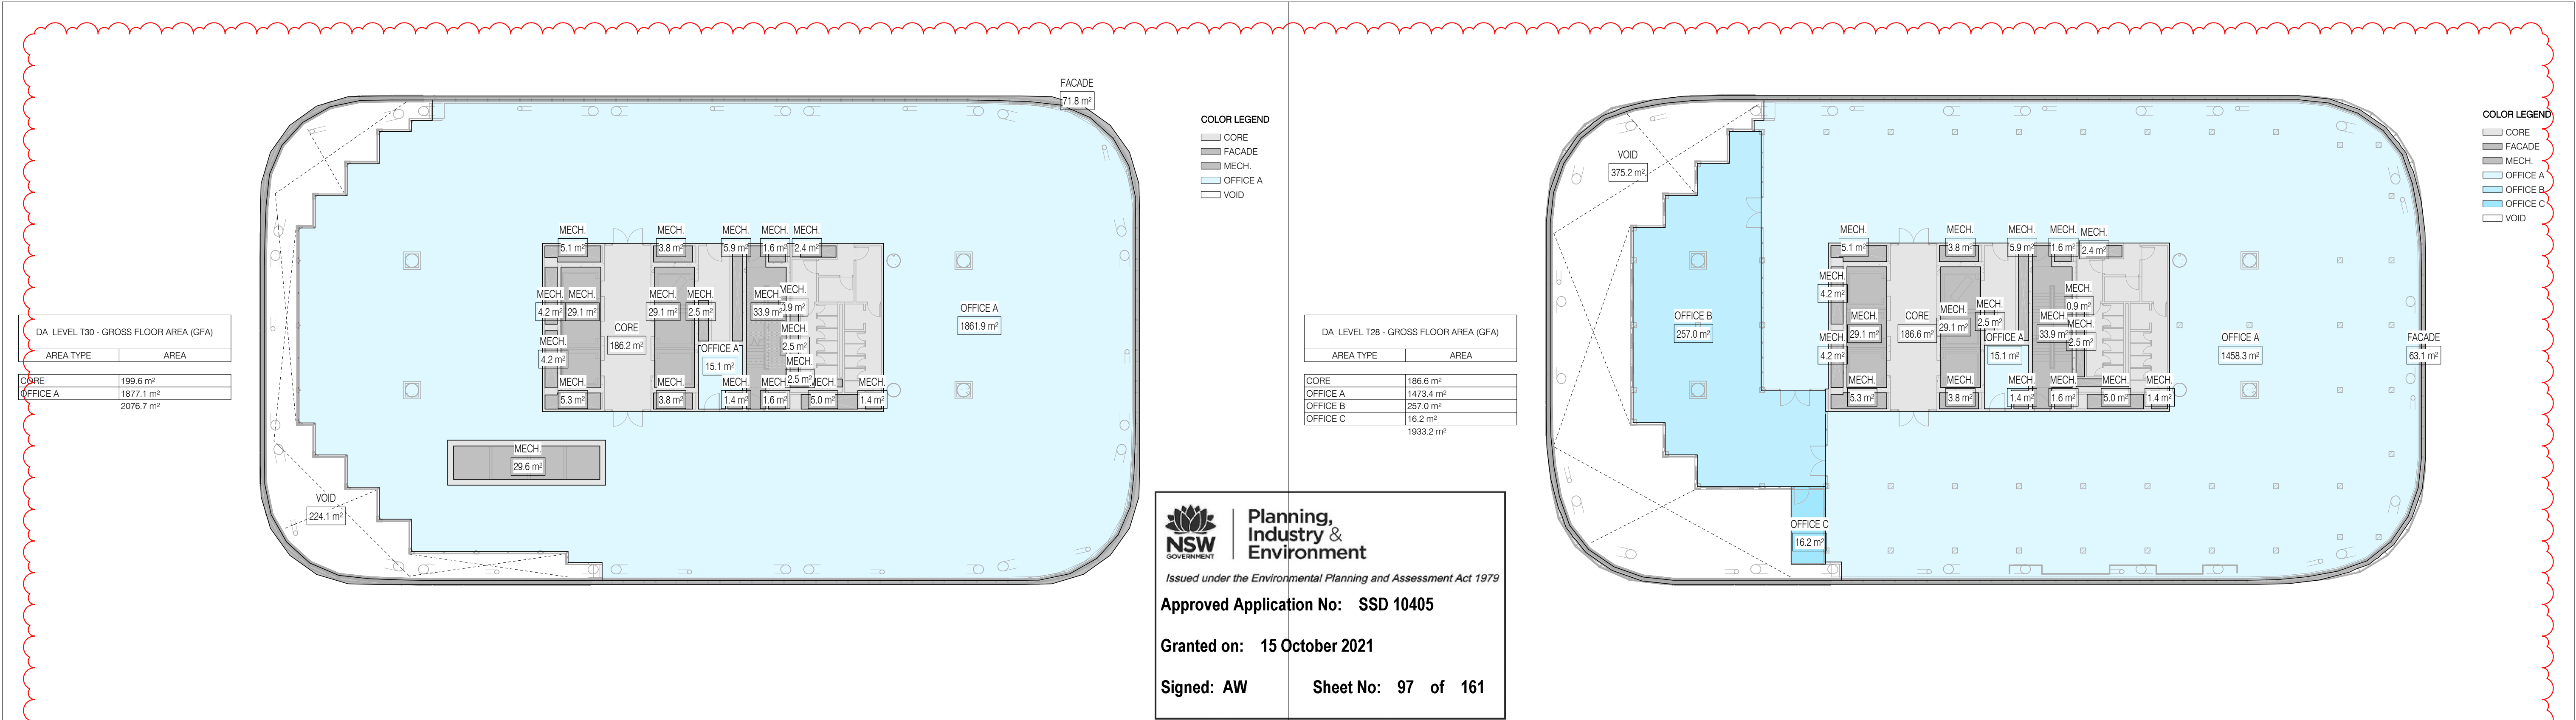 FACADE
71.8 m²
COLOR LEGEND
CORE
FACADE
MECH.
OFFICE A
VOID
MECH.
5.1 m²
MECH.
3.8 m²
MECH.
5.9 m²
MECH.
1.6 m²
MECH.
2.4 m²
MECH.
4.2 m²
MECH.
29.1 m²
MECH.
29.1 m²
MECH.
2.5 m²
MECH.
33.9 m²
MECH.
.9 m²
OFFICE A
1861.9 m²
CORE
186.2 m²
MECH.
4.2 m²
OFFICE A
15.1 m²
MECH.
2.5 m²
MECH.
2.5 m²
MECH.
5.3 m²
MECH.
3.8 m²
MECH.
1.4 m²
MECH.
1.6 m²
MECH.
5.0 m²
MECH.
1.4 m²
MECH.
29.6 m²
VOID
224.1 m²
DA_LEVEL T30 - GROSS FLOOR AREA (GFA)
AREA TYPE AREA
CORE 199.6 m²
OFFICE A 1877.1 m²
2076.7 m²
COLOR LEGEND
CORE
FACADE
MECH.
OFFICE A
OFFICE B
OFFICE C
VOID
VOID
375.2 m²
MECH.
5.1 m²
MECH.
3.8 m²
MECH.
5.9 m²
MECH.
1.6 m²
MECH.
2.4 m²
MECH.
4.2 m²
MECH.
29.1 m²
CORE
186.6 m²
MECH.
29.1 m²
MECH.
2.5 m²
MECH.
33.9 m²
MECH.
0.9 m²
MECH.
2.5 m²
OFFICE B
257.0 m²
OFFICE A
1458.3 m²
FACADE
63.1 m²
MECH.
4.2 m²
OFFICE A
15.1 m²
MECH.
5.3 m²
MECH.
3.8 m²
MECH.
1.4 m²
MECH.
1.6 m²
MECH.
5.0 m²
MECH.
1.4 m²
OFFICE C
16.2 m²
DA_LEVEL T28 - GROSS FLOOR AREA (GFA)
AREA TYPE AREA
CORE 186.6 m²
OFFICE A 1473.4 m²
OFFICE B 257.0 m²
OFFICE C 16.2 m²
1933.2 m²
NSW
GOVERNMENT
Planning,
Industry &
Environment
Issued under the Environmental Planning and Assessment Act 1979
Approved Application No: SSD 10405
Granted on: 15 October 2021
Signed: AW Sheet No: 97 of 161